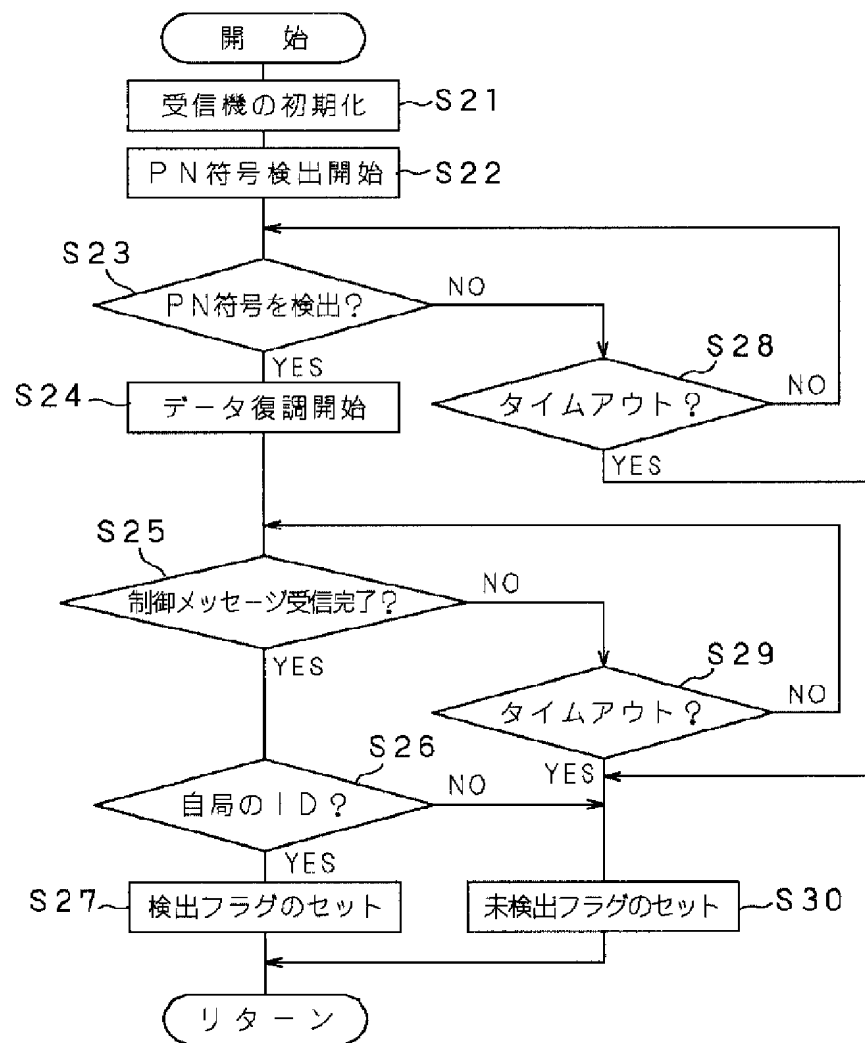 開 始
受信機の初期化
S21
PN符号検出開始
S22
S23
PN符号を検出?
NO
YES
S28
タイムアウト?
NO
YES
S24
データ復調開始
S25
制御メッセージ受信完了?
NO
YES
S29
タイムアウト?
NO
YES
S26
自局のID?
NO
YES
S27
検出フラグのセット
未検出フラグのセット
S30
リターン